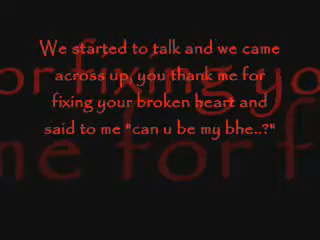 We started to talk and we came
across up, you thank me for
fixing your broken heart and
said to me "can u be my bhe..?"
or fixing yo
me for f